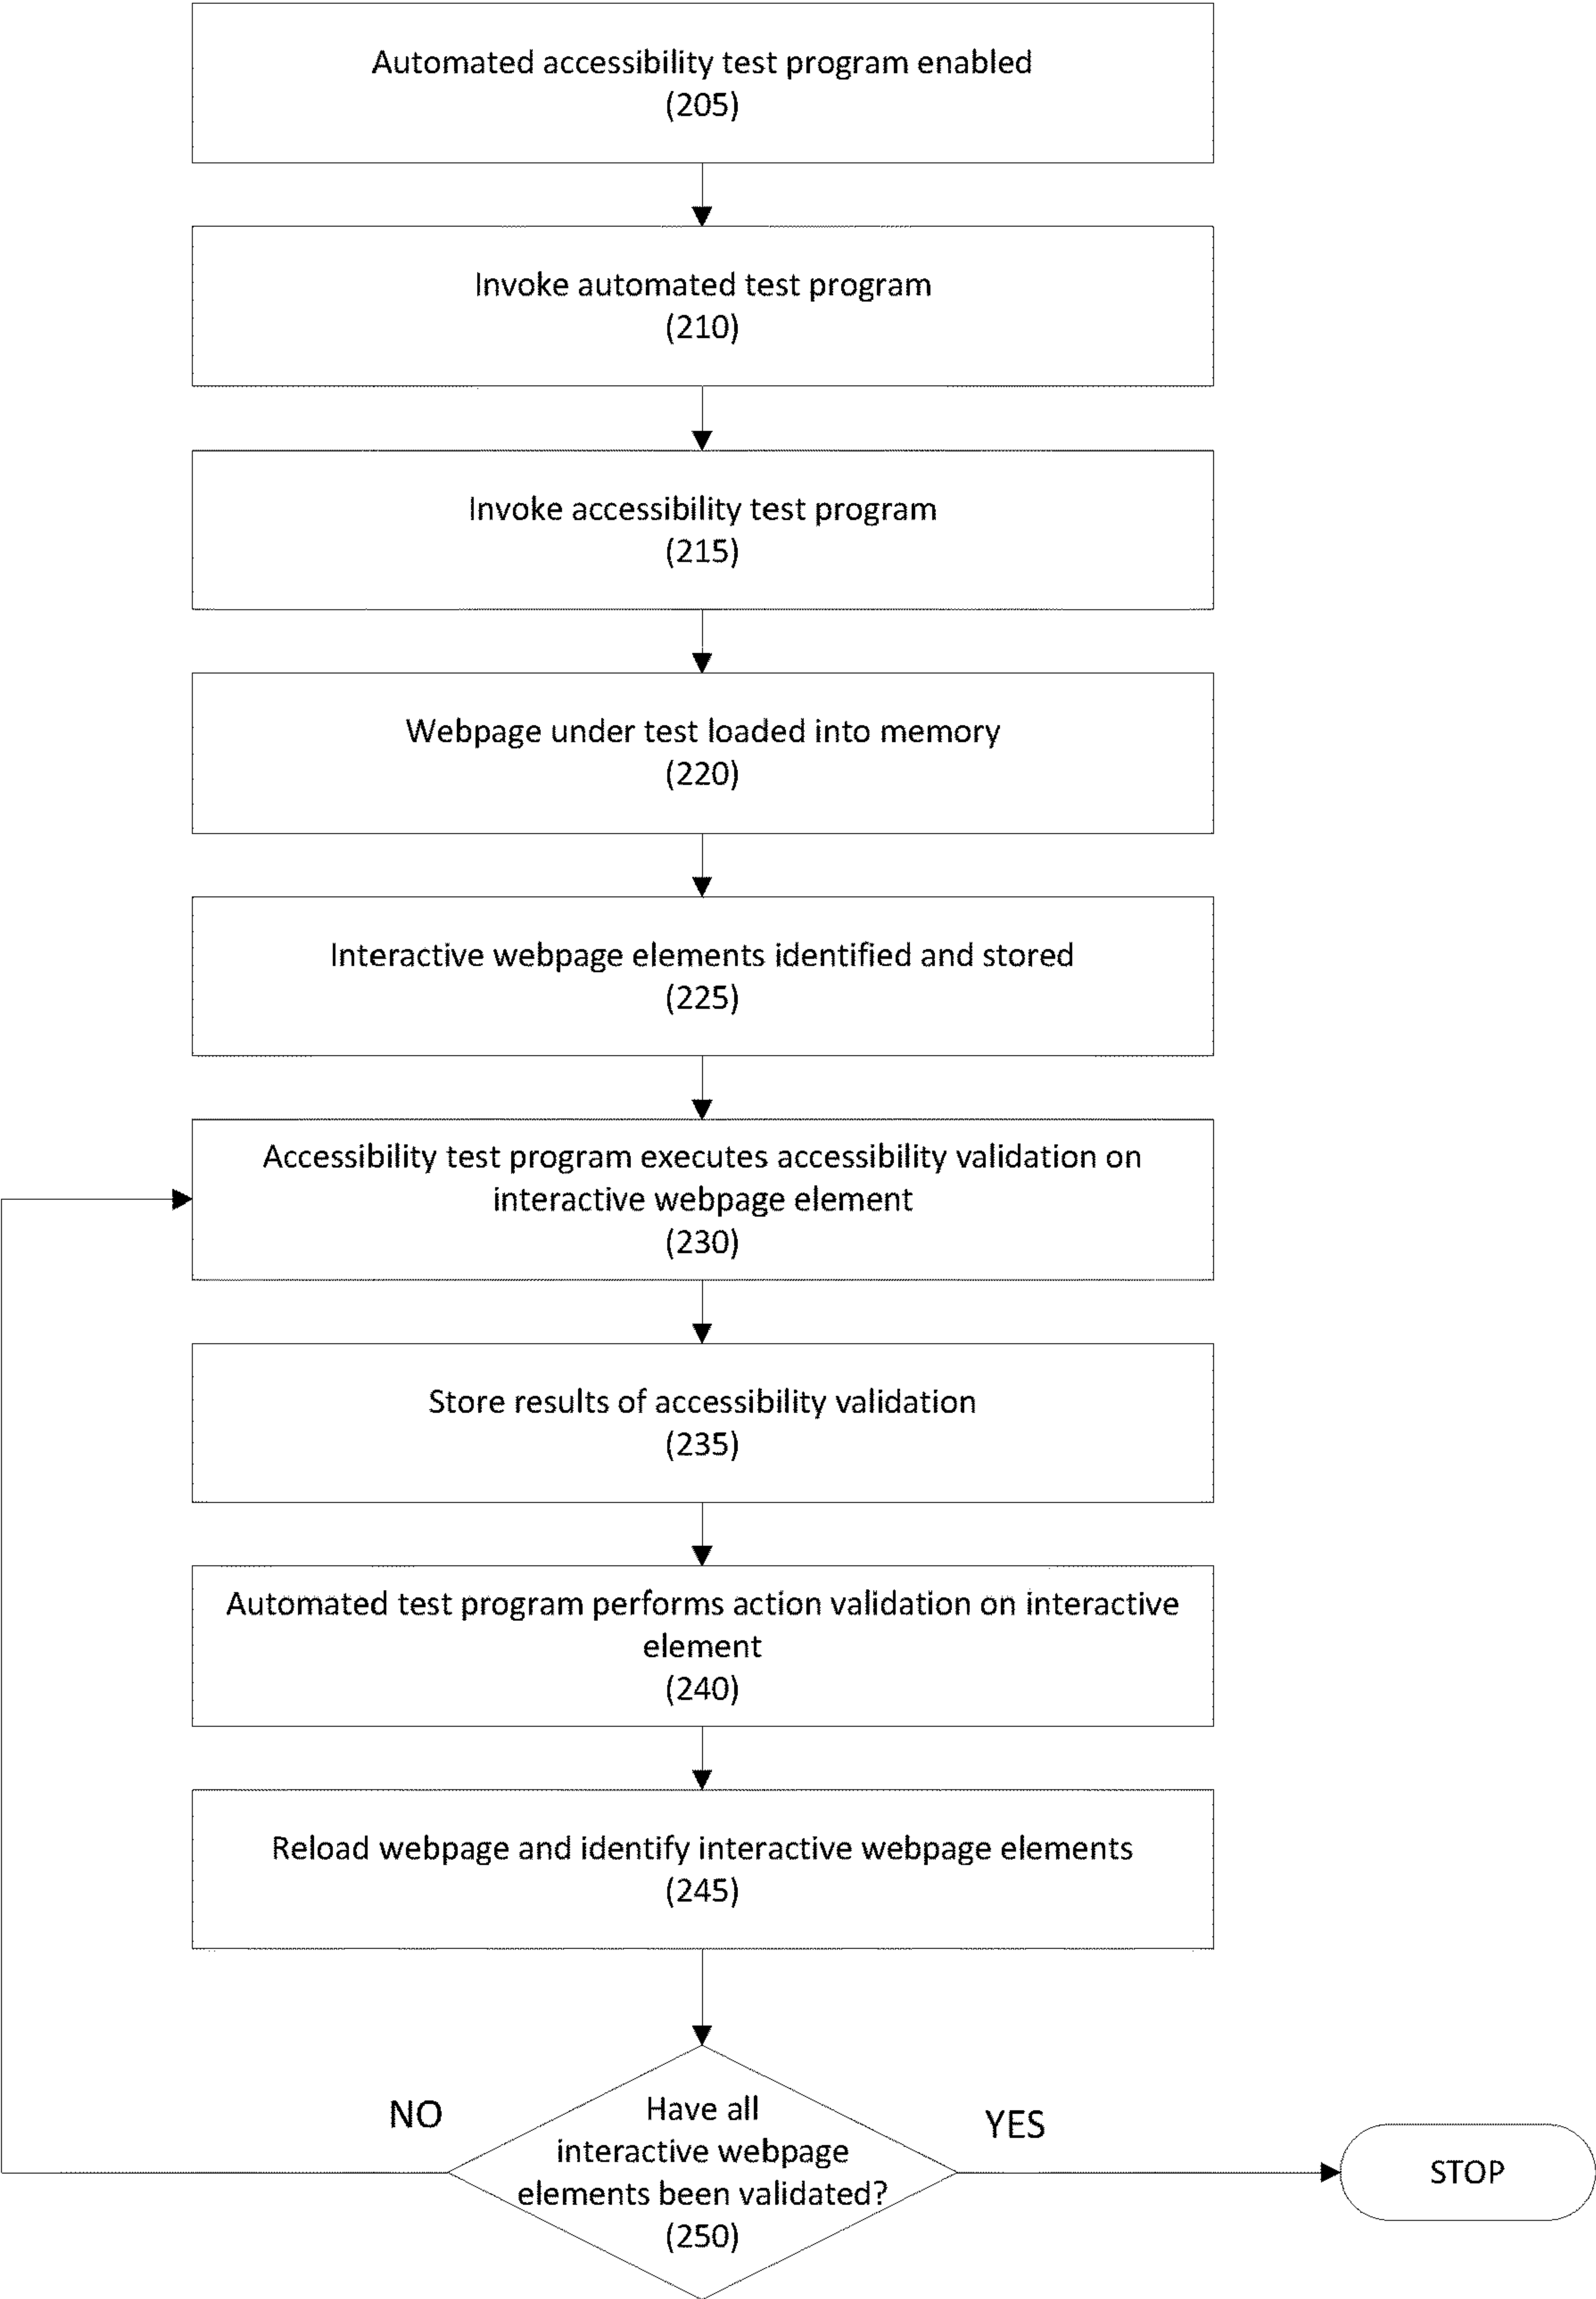 Automated accessibility test program enabled
(205)
Invoke automated test program
(210)
Invoke accessibility test program
(215)
Webpage under test loaded into memory
(220)
Interactive webpage elements identified and stored
(225)
Accessibility test program executes accessibility validation on
interactive webpage element
(230)
Store results of accessibility validation
(235)
Automated test program performs action validation on interactive
element
(240)
Reload webpage and identify interactive webpage elements
(245)
NO
Have all
interactive webpage
elements been validated?
(250)
YES
STOP